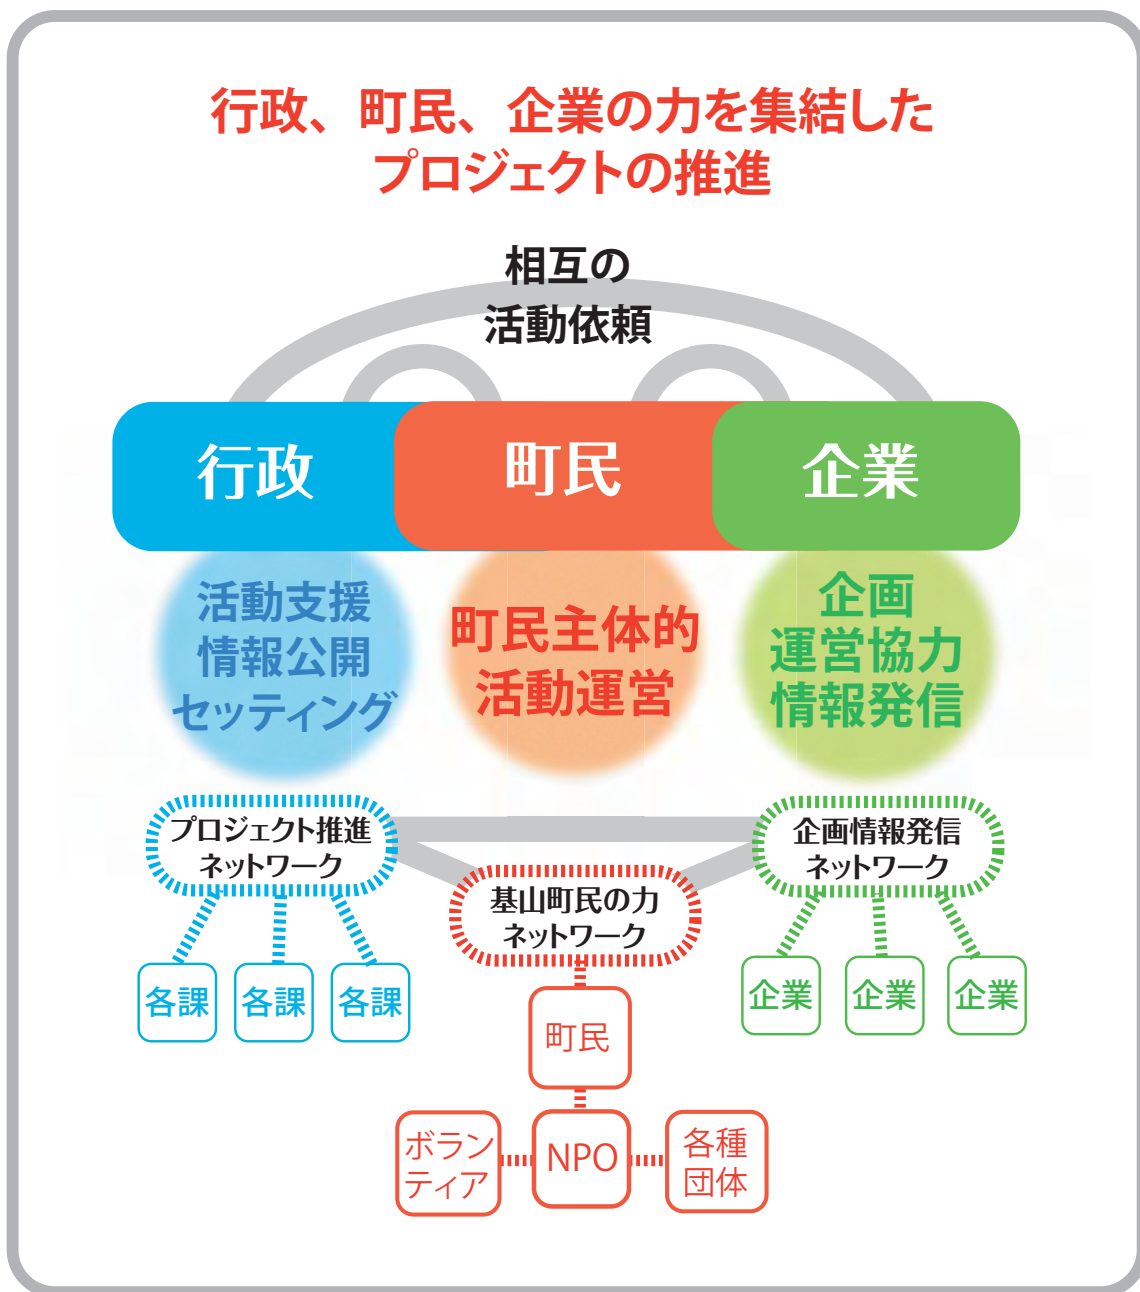 行政、町民、企業の力を集結した
プロジェクトの推進
相互の
活動依頼
行政
町民
企業
活動支援
情報公開
セッティング
町民主体的
活動運営
企画
運営協力
情報発信
プロジェクト推進
ネットワーク
基山町民の力
ネットワーク
企画情報発信
ネットワーク
各課
各課
各課
企業
企業
企業
町民
ボラン
ティア
NPO
各種
団体